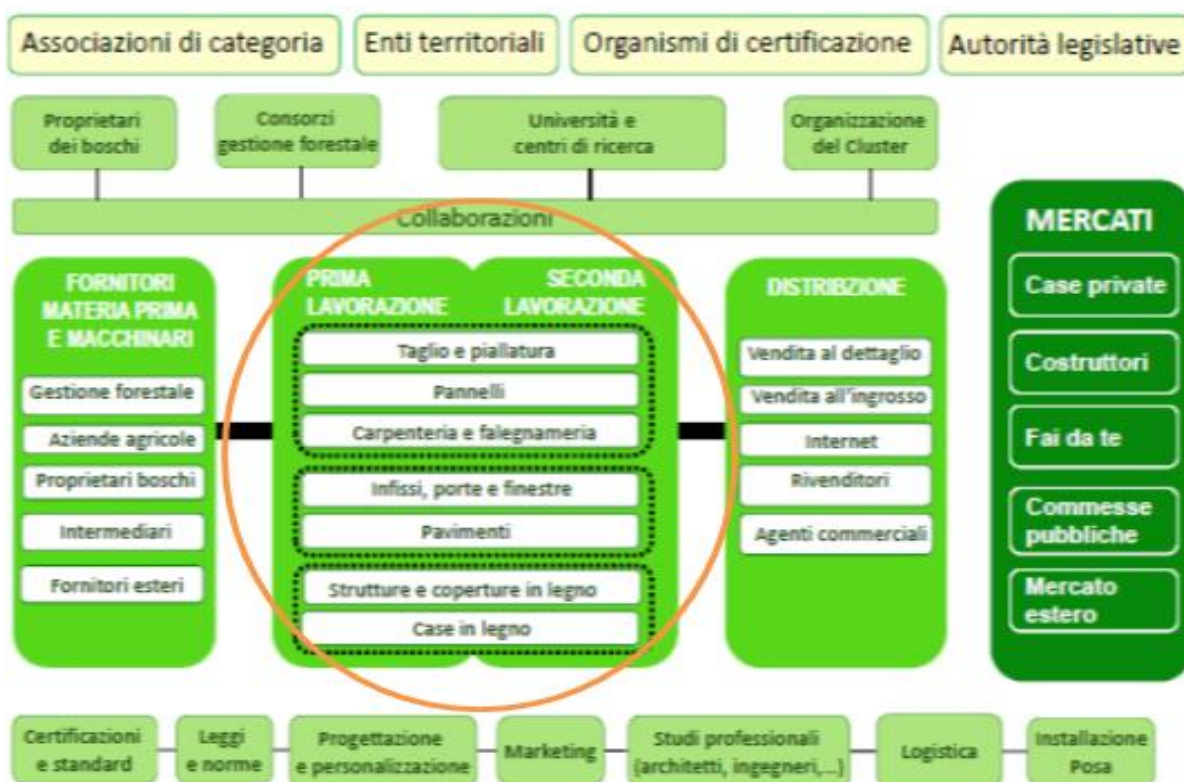 Associazioni di categoria
Enti territoriali
Organismi di certificazione
Autorità legislative
Proprietari
dei boschi
Consorzi
gestione forestale
Università e
centri di ricerca
Organizzazione
del Cluster
Collaborazioni
FORNITORI
MATERIA PRIMA
E MACCHINARI
Gestione forestale
Aziende agricole
Proprietari boschi
Intermediari
Fornitori esteri
PRIMA
LAVORAZIONE
SECONDA
LAVORAZIONE
Taglio e piallatura
Pannelli
Carpenteria e falegnameria
Infissi, porte e finestre
Pavimenti
Strutture e coperture in legno
Case in legno
DISTRIBZIONE
Vendita al dettaglio
Vendita all'ingrosso
Internet
Rivenditori
Agenti commerciali
MERCATI
Case private
Costruttori
Fai da te
Commesse
pubbliche
Mercato
estero
Certificazioni
e standard
Leggi
e norme
Progettazione
e personalizzazione
Marketing
Studi professionali
(architetti, ingegneri,...)
Logistica
Installazione
Posa